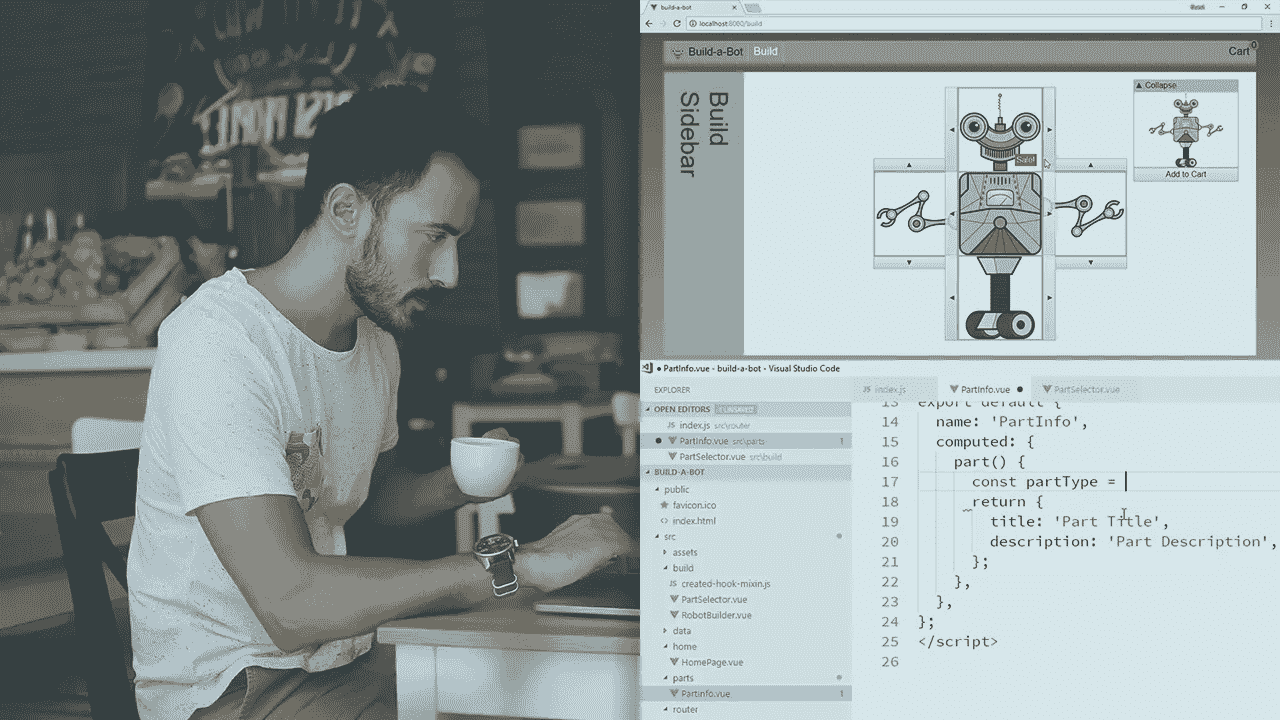 build-a-bot
localhost:8080/build
Build-a-Bot Build
Cart 0
Build
Sidebar
Collapse
Sale!
Add to Cart
PartInfo.vue - build-a-bot - Visual Studio Code
EXPLORER
OPEN EDITORS 1 UNSAVED
index.js src\router
PartInfo.vue src\parts 1
PartSelector.vue src\build
BUILD-A-BOT
public
favicon.ico
index.html
src
assets
build
created-hook-mixin.js
PartSelector.vue
RobotBuilder.vue
data
home
HomePage.vue
parts
PartInfo.vue 1
router
index.js PartInfo.vue PartSelector.vue
13 export default {
14 name: 'PartInfo',
15 computed: {
16 part() {
17 const partType =
18 return {
19 title: 'Part Title',
20 description: 'Part Description',
21 };
22 },
23 },
24 };
25 </script>
26